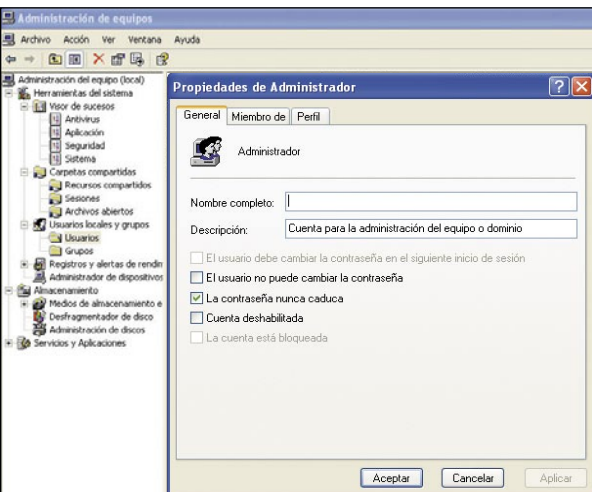 Administración de equipos
Archivo Acción Ver Ventana Ayuda
Administración del equipo (local)
Herramientas del sistema
Visor de sucesos
Antivirus
Aplicación
Seguridad
Sistema
Carpetas compartidas
Recursos compartidos
Sesiones
Archivos abiertos
Usuarios locales y grupos
Usuarios
Grupos
Registros y alertas de rendir
Administrador de dispositivos
Almacenamiento
Medios de almacenamiento e
Desfragmentador de disco
Administración de discos
Servicios y Aplicaciones
Propiedades de Administrador
General Miembro de Perfil
Administrador
Nombre completo:
Descripción: Cuenta para la administración del equipo o dominio
El usuario debe cambiar la contraseña en el siguiente inicio de sesión
El usuario no puede cambiar la contraseña
La contraseña nunca caduca
Cuenta deshabilitada
La cuenta está bloqueada
Aceptar Cancelar Aplicar